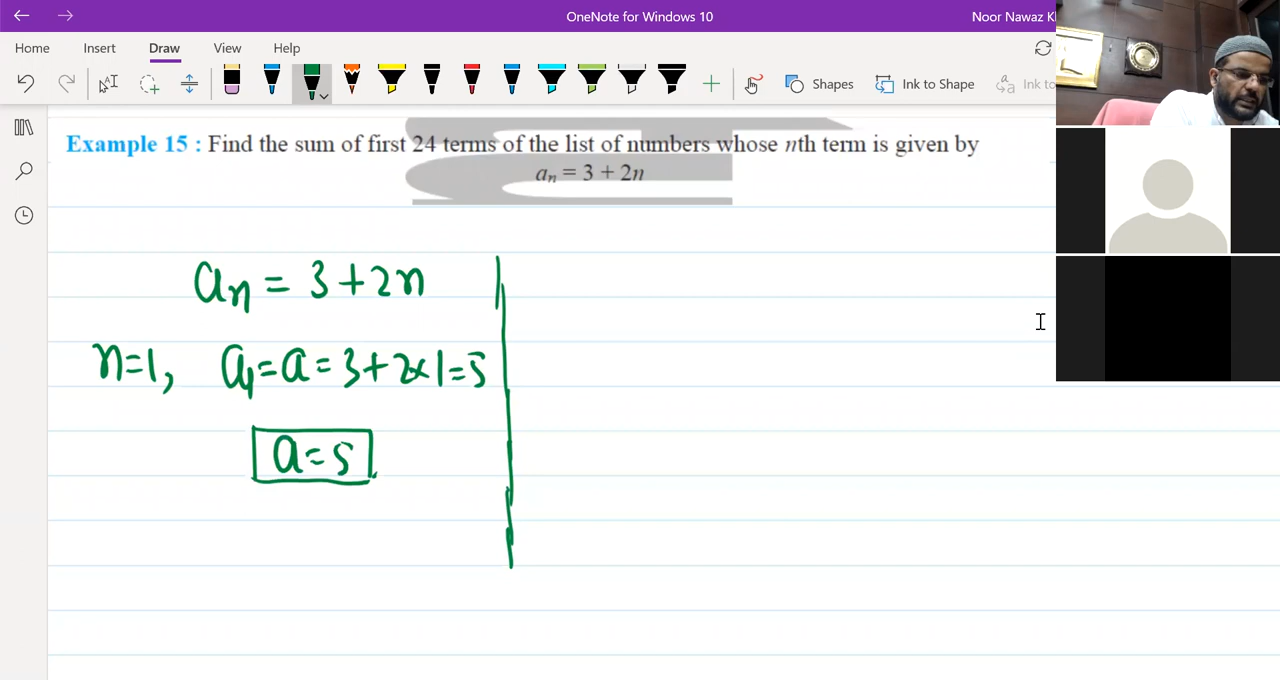 OneNote for Windows 10
Noor Nawaz K
Home Insert Draw View Help
Shapes Ink to Shape Ink to
Example 15 : Find the sum of first 24 terms of the list of numbers whose nth term is given by
aₙ = 3 + 2n
aₙ = 3 + 2n
n=1, a₁ = a = 3 + 2×1 = 5
a = 5